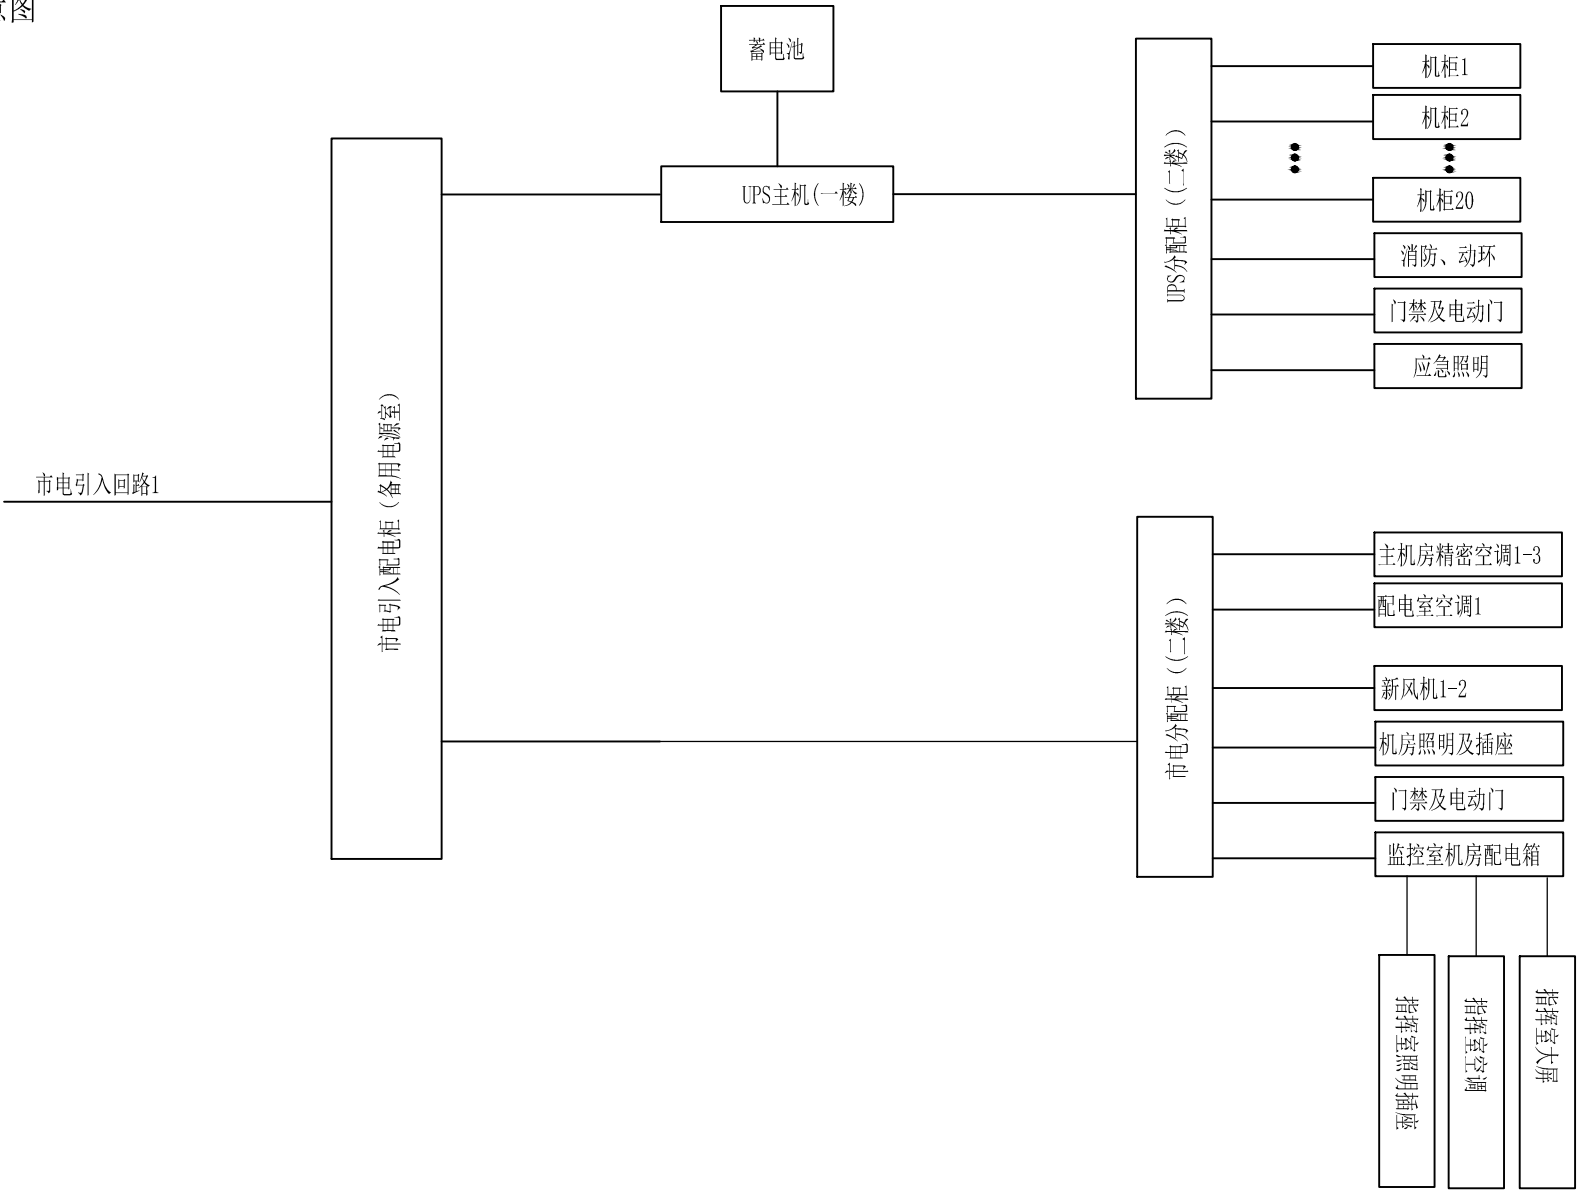 意图
蓄电池
UPS主机(一楼)
市电引入回路1
市电引入配电柜（备用电源室）
UPS分配柜（(二楼)）
机柜1
机柜2
机柜20
消防、动环
门禁及电动门
应急照明
市电分配柜（(二楼)）
主机房精密空调1-3
配电室空调1
新风机1-2
机房照明及插座
门禁及电动门
监控室机房配电箱
指挥室照明插座
指挥室空调
指挥室大屏